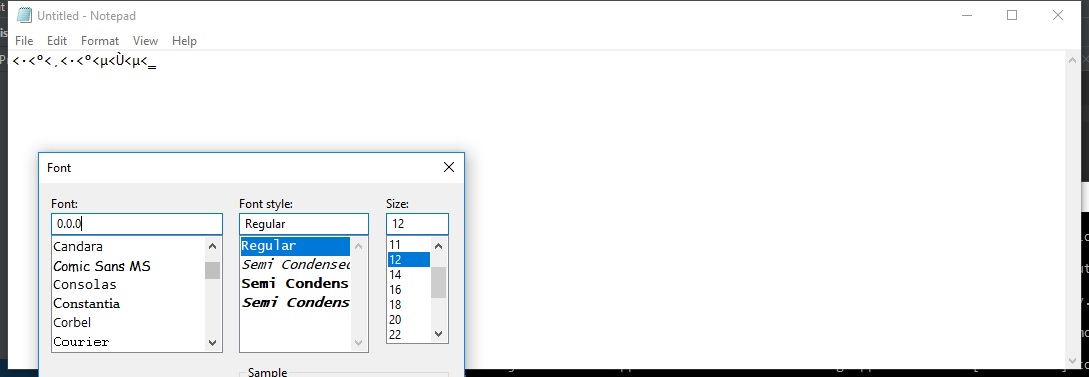 Untitled - Notepad
File Edit Format View Help
<·<º<¸<·<º<µ<Ù<µ<‗
Font
Font: Font style: Size:
0.0.0 Regular 12
Candara Regular 11
Comic Sans MS Semi Condensed 12
Consolas Semi Condens 14
Constantia Semi Condens 16
Corbel 18
Courier 20
22
Sample